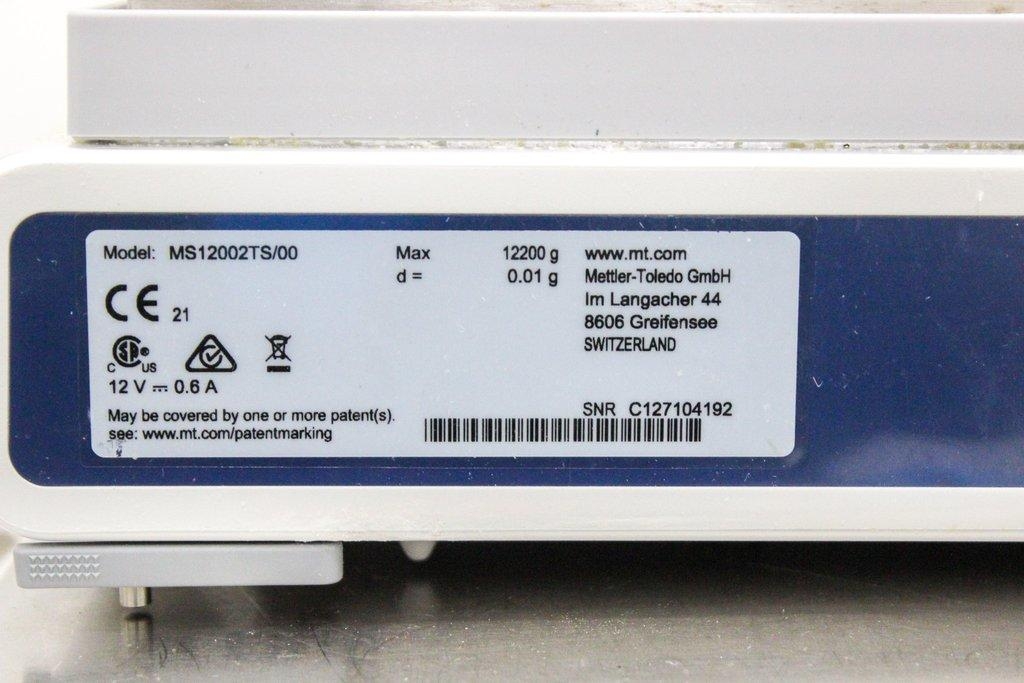 Model: MS12002TS/00
Max 12200 g
d = 0.01 g
www.mt.com
Mettler-Toledo GmbH
Im Langacher 44
8606 Greifensee
SWITZERLAND
CE 21
C SP ® US
12 V ⎓ 0.6 A
May be covered by one or more patent(s).
see: www.mt.com/patentmarking
SNR C127104192